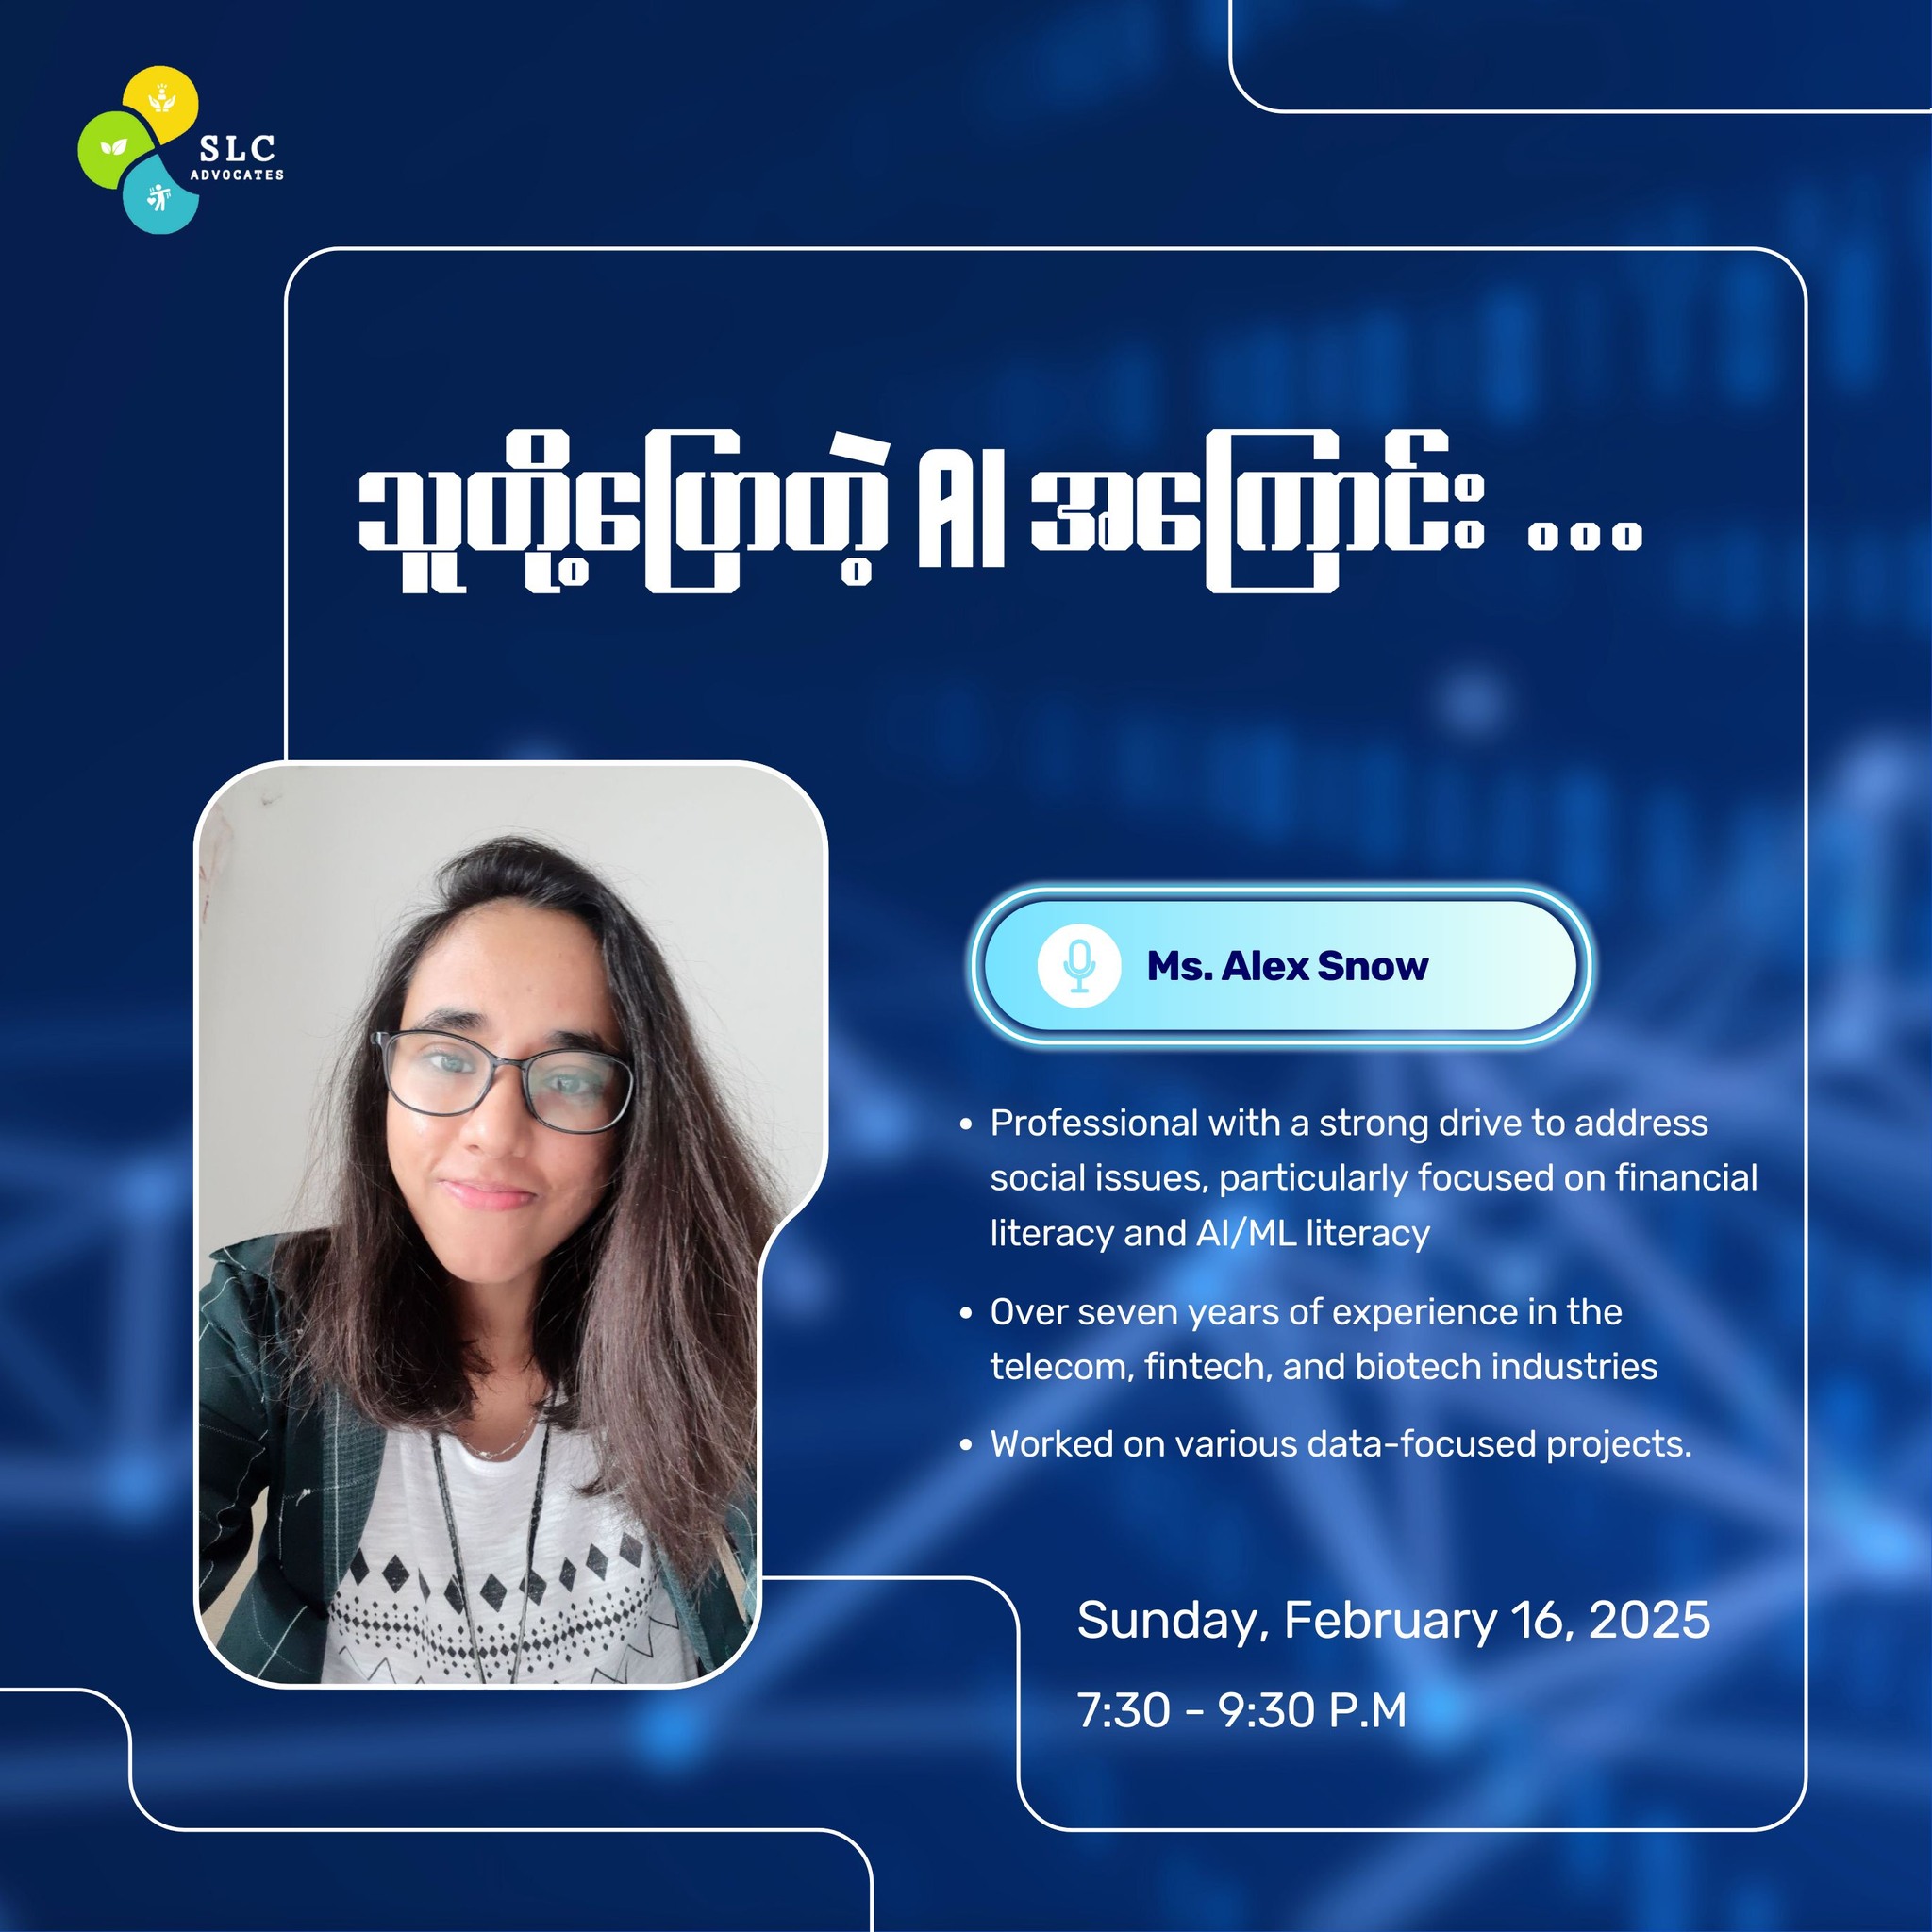 SLC
ADVOCATES
သူတို့ပြောတဲ့ AI အကြောင်း ...
Ms. Alex Snow
• Professional with a strong drive to address
social issues, particularly focused on financial
literacy and AI/ML literacy
• Over seven years of experience in the
telecom, fintech, and biotech industries
• Worked on various data-focused projects.
Sunday, February 16, 2025
7:30 - 9:30 P.M